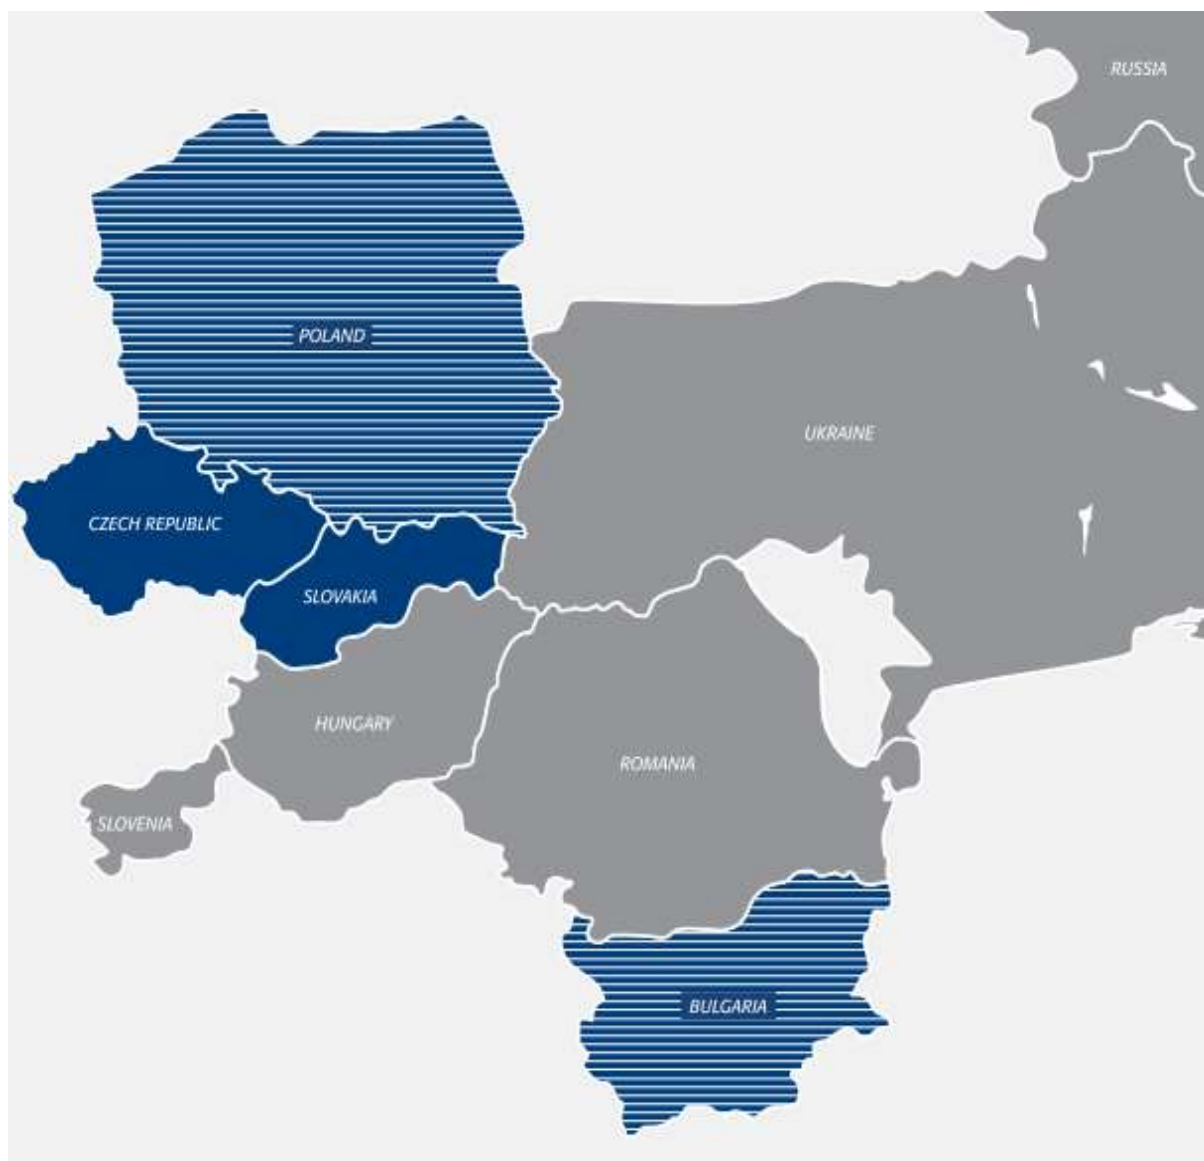 RUSSIA
POLAND
UKRAINE
CZECH REPUBLIC
SLOVAKIA
HUNGARY
ROMANIA
SLOVENIA
BULGARIA